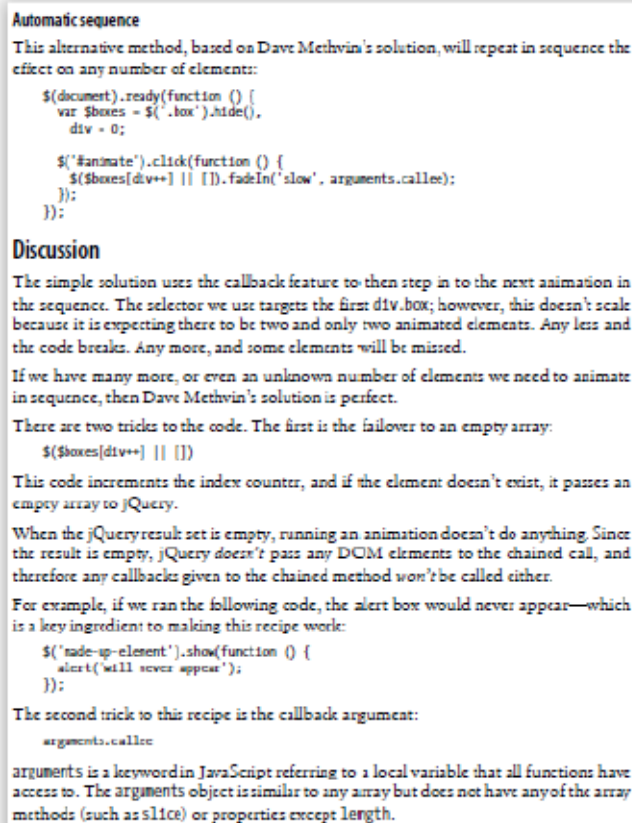 Automatic sequence
This alternative method, based on Dave Methvin's solution, will repeat in sequence the
effect on any number of elements:
$(document).ready(function () {
var $boxes = $('.box').hide(),
div = 0;
$('#animate').click(function () {
$($boxes[div++] || []).fadeIn('slow', arguments.callee);
});
});
Discussion
The simple solution uses the callback feature to then step in to the next animation in
the sequence. The selector we use targets the first div.box; however, this doesn't scale
because it is expecting there to be two and only two animated elements. Any less and
the code breaks. Any more, and some elements will be missed.
If we have many more, or even an unknown number of elements we need to animate
in sequence, then Dave Methvin's solution is perfect.
There are two tricks to the code. The first is the failover to an empty array:
$($boxes[div++] || [])
This code increments the index counter, and if the element doesn't exist, it passes an
empty array to jQuery.
When the jQuery result set is empty, running an animation doesn't do anything. Since
the result is empty, jQuery doesn't pass any DOM elements to the chained call, and
therefore any callbacks given to the chained method won't be called either.
For example, if we ran the following code, the alert box would never appear—which
is a key ingredient to making this recipe work:
$('made-up-element').show(function () {
alert('will never appear');
});
The second trick to this recipe is the callback argument:
arguments.callee
arguments is a keyword in JavaScript referring to a local variable that all functions have
access to. The arguments object is similar to any array but does not have any of the array
methods (such as slice) or properties except length.